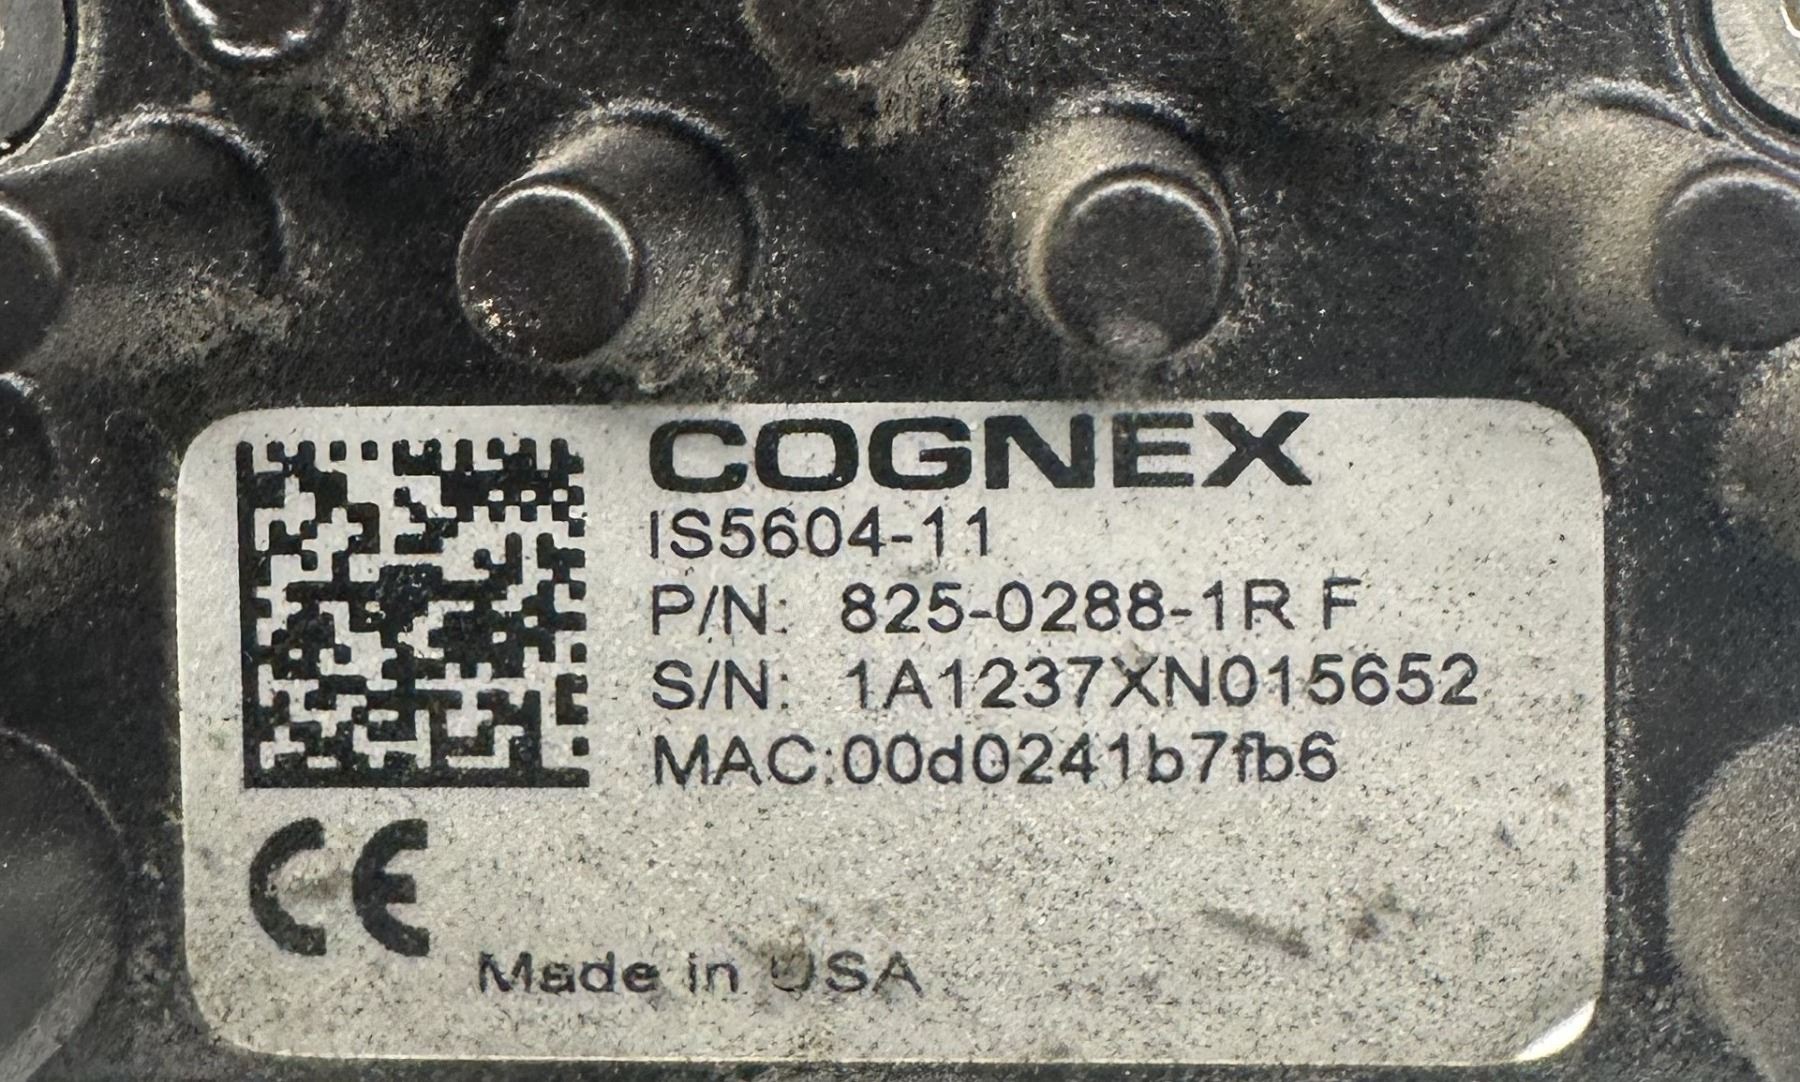 COGNEX
IS5604-11
P/N: 825-0288-1R F
S/N: 1A1237XN015652
MAC:00d0241b7fb6
CE
Made in USA